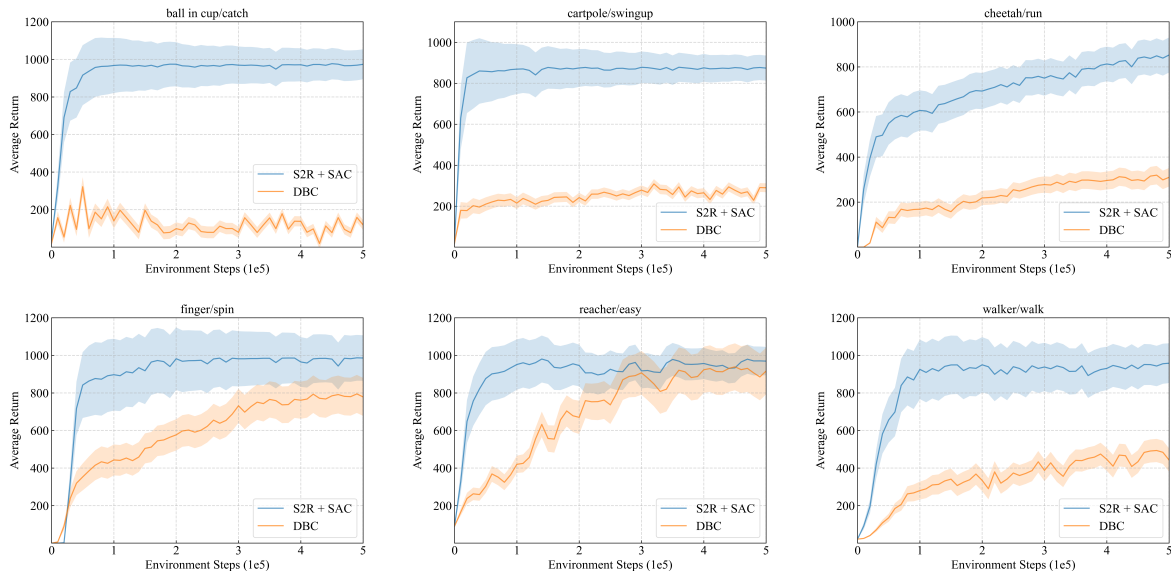 ball in cup/catch
1200
1000
800
600
400
200
Average Return
S2R + SAC
DBC
0 1 2 3 4 5
Environment Steps (1e5)
cartpole/swingup
1000
800
600
400
200
Average Return
S2R + SAC
DBC
0 1 2 3 4 5
Environment Steps (1e5)
cheetah/run
1000
800
600
400
200
Average Return
S2R + SAC
DBC
0 1 2 3 4 5
Environment Steps (1e5)
finger/spin
1200
1000
800
600
400
200
Average Return
S2R + SAC
DBC
0 1 2 3 4 5
Environment Steps (1e5)
reacher/easy
1200
1000
800
600
400
200
Average Return
S2R + SAC
DBC
0 1 2 3 4 5
Environment Steps (1e5)
walker/walk
1200
1000
800
600
400
200
Average Return
S2R + SAC
DBC
0 1 2 3 4 5
Environment Steps (1e5)